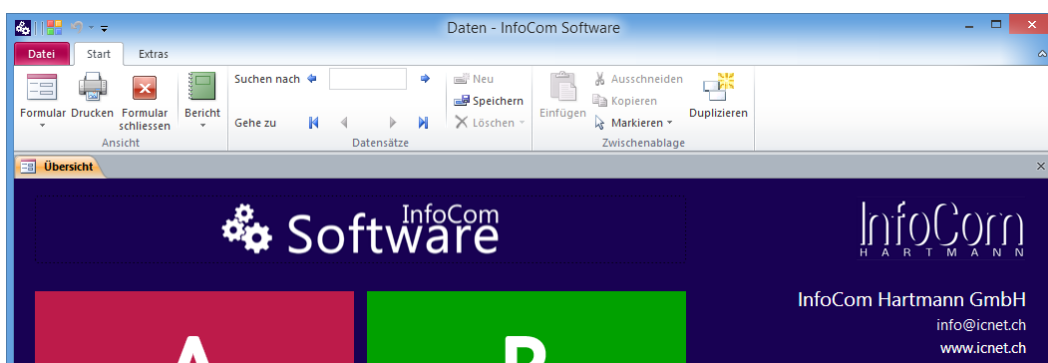 Daten - InfoCom Software
Datei Start Extras
Formular Drucken Formular schliessen Bericht
Ansicht
Suchen nach
Gehe zu
Datensätze
Neu
Speichern
Löschen
Einfügen
Ausschneiden
Kopieren
Markieren
Duplizieren
Zwischenablage
Übersicht
InfoCom
Software
InfoCom
HARTMANN
InfoCom Hartmann GmbH
info@icnet.ch
www.icnet.ch
A